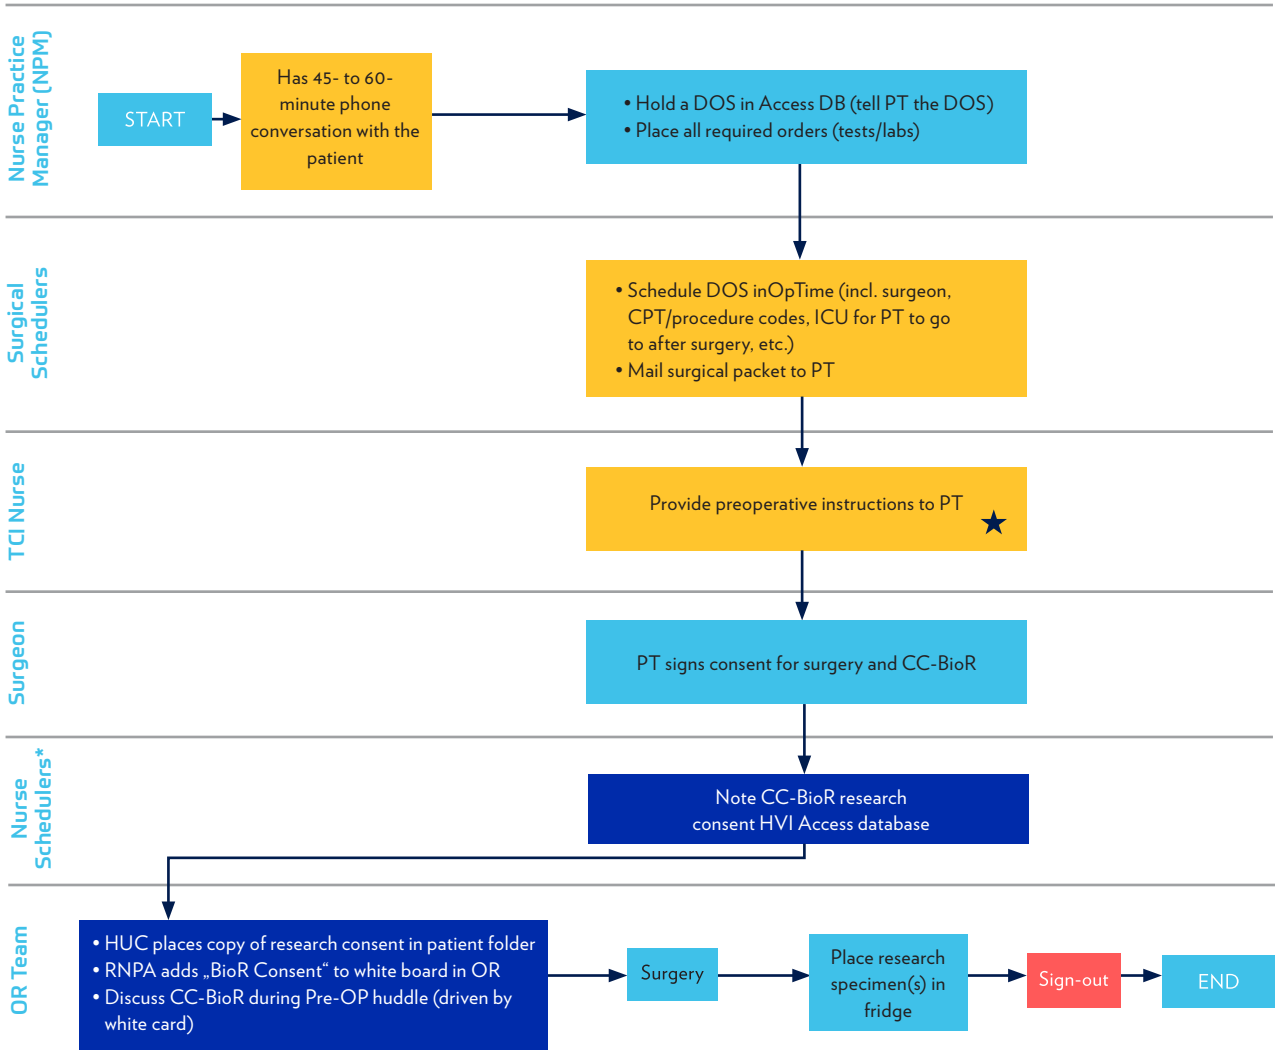 Nurse Practice
Manager (NPM)
START
Has 45- to 60-
minute phone
conversation with the
patient
• Hold a DOS in Access DB (tell PT the DOS)
• Place all required orders (tests/labs)
Surgical
Schedulers
• Schedule DOS inOpTime (incl. surgeon,
CPT/procedure codes, ICU for PT to go
to after surgery, etc.)
• Mail surgical packet to PT
TCI Nurse
Provide preoperative instructions to PT
Surgeon
PT signs consent for surgery and CC-BioR
Nurse
Schedulers*
Note CC-BioR research
consent HVI Access database
OR Team
• HUC places copy of research consent in patient folder
• RNPA adds „BioR Consent“ to white board in OR
• Discuss CC-BioR during Pre-OP huddle (driven by
white card)
Surgery
Place research
specimen(s) in
fridge
Sign-out
END